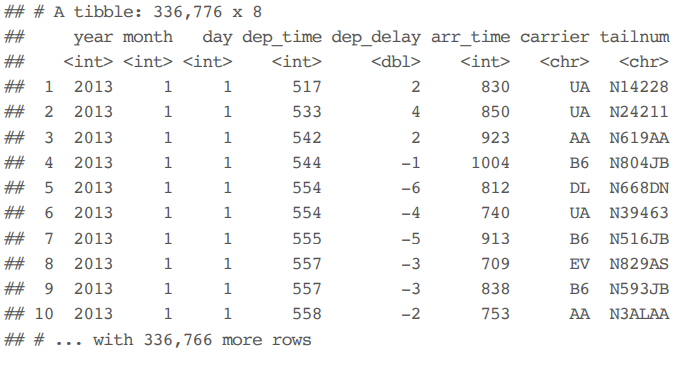 ## # A tibble: 336,776 x 8
##     year month   day dep_time dep_delay arr_time carrier tailnum
##    <int> <int> <int>    <int>     <dbl>    <int>   <chr>   <chr>
##  1  2013     1     1      517         2      830      UA  N14228
##  2  2013     1     1      533         4      850      UA  N24211
##  3  2013     1     1      542         2      923      AA  N619AA
##  4  2013     1     1      544        -1     1004      B6  N804JB
##  5  2013     1     1      554        -6      812      DL  N668DN
##  6  2013     1     1      554        -4      740      UA  N39463
##  7  2013     1     1      555        -5      913      B6  N516JB
##  8  2013     1     1      557        -3      709      EV  N829AS
##  9  2013     1     1      557        -3      838      B6  N593JB
## 10  2013     1     1      558        -2      753      AA  N3ALAA
## # ... with 336,766 more rows